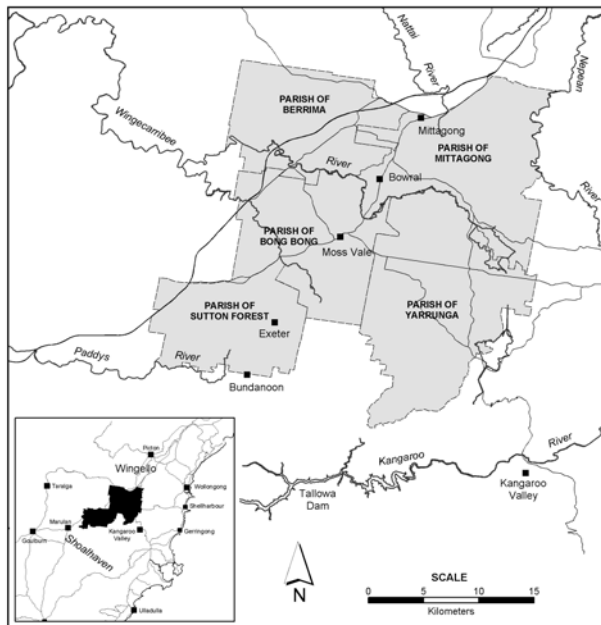 Nattai
River
Nepean
River
Wingecarribee
River
PARISH OF
BERRIMA
Mittagong
PARISH OF
MITTAGONG
Bowral
PARISH OF
BONG BONG
Moss Vale
PARISH OF
SUTTON FOREST
Exeter
PARISH OF
YARRUNGA
Paddys
River
Bundanoon
Kangaroo
River
Tallowa
Dam
Kangaroo
Valley
Picton
Wingello
Taralga
Wollongong
Shellharbour
Marulan
Goulburn
Kangaroo
Valley
Gerringong
Shoalhaven
Ulladulla
N
SCALE
0 5 10 15
Kilometers